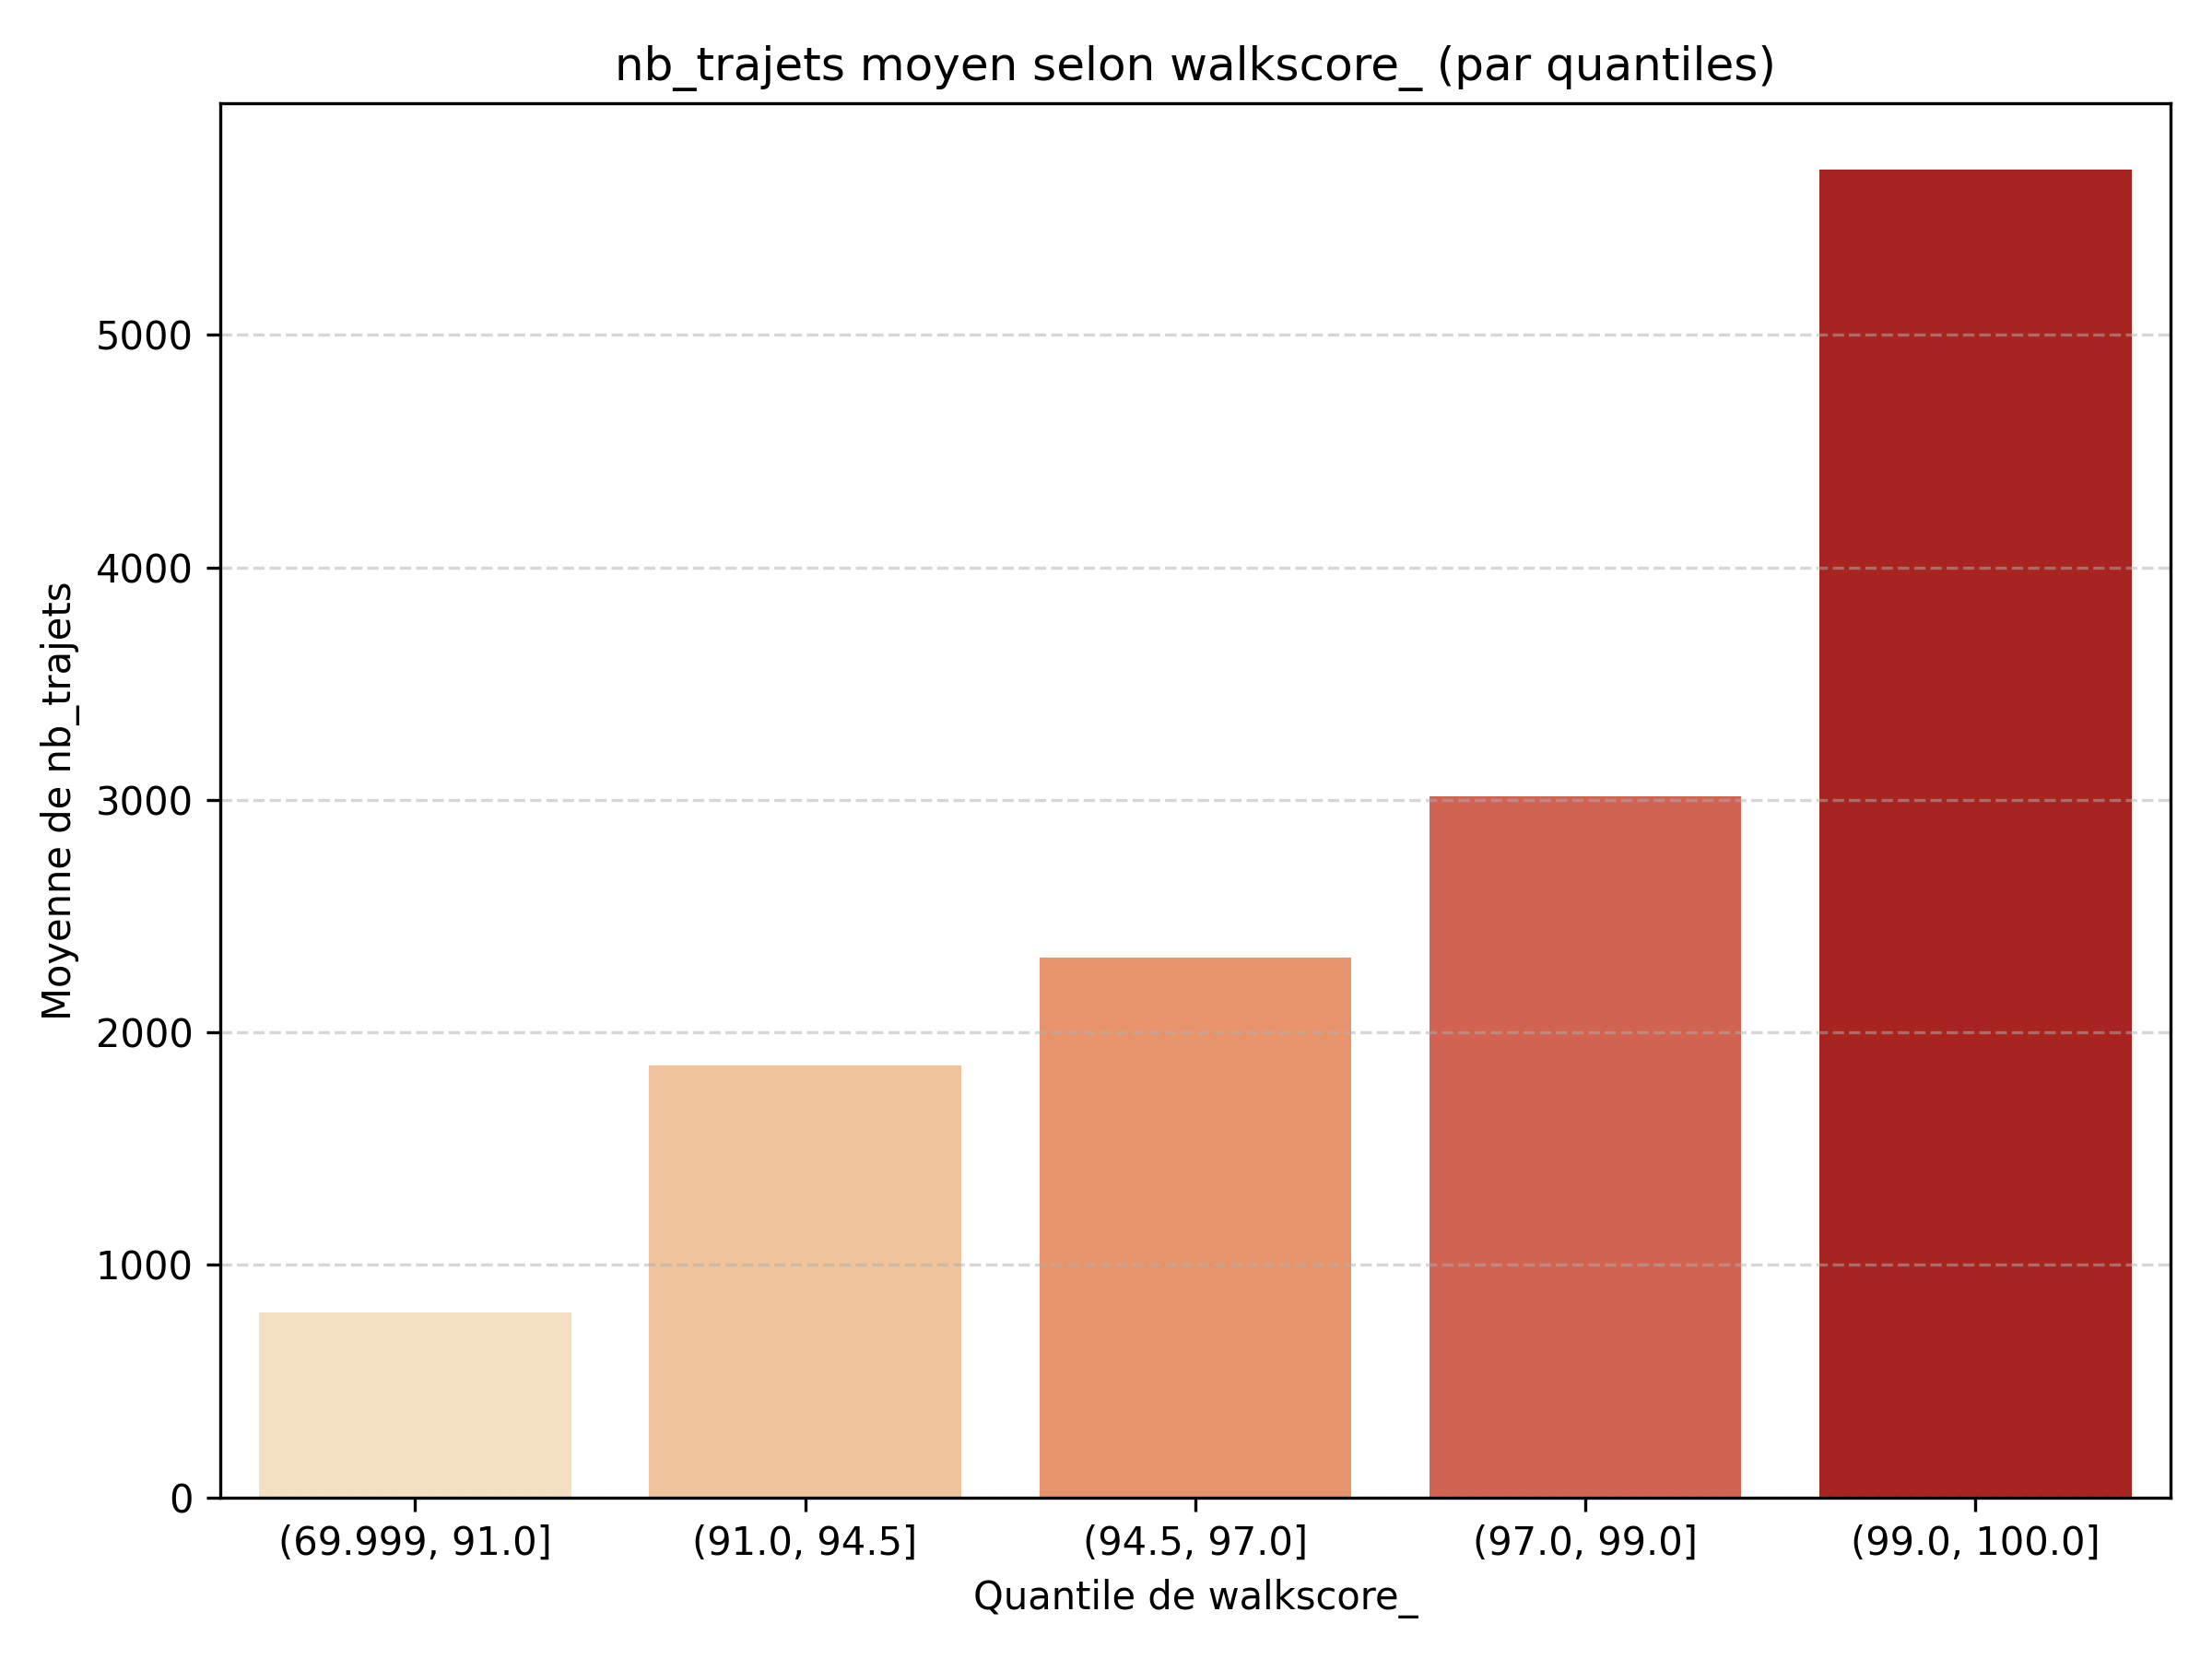 nb_trajets moyen selon walkscore_ (par quantiles)
Moyenne de nb_trajets
5000
4000
3000
2000
1000
0
(69.999, 91.0] (91.0, 94.5] (94.5, 97.0] (97.0, 99.0] (99.0, 100.0]
Quantile de walkscore_